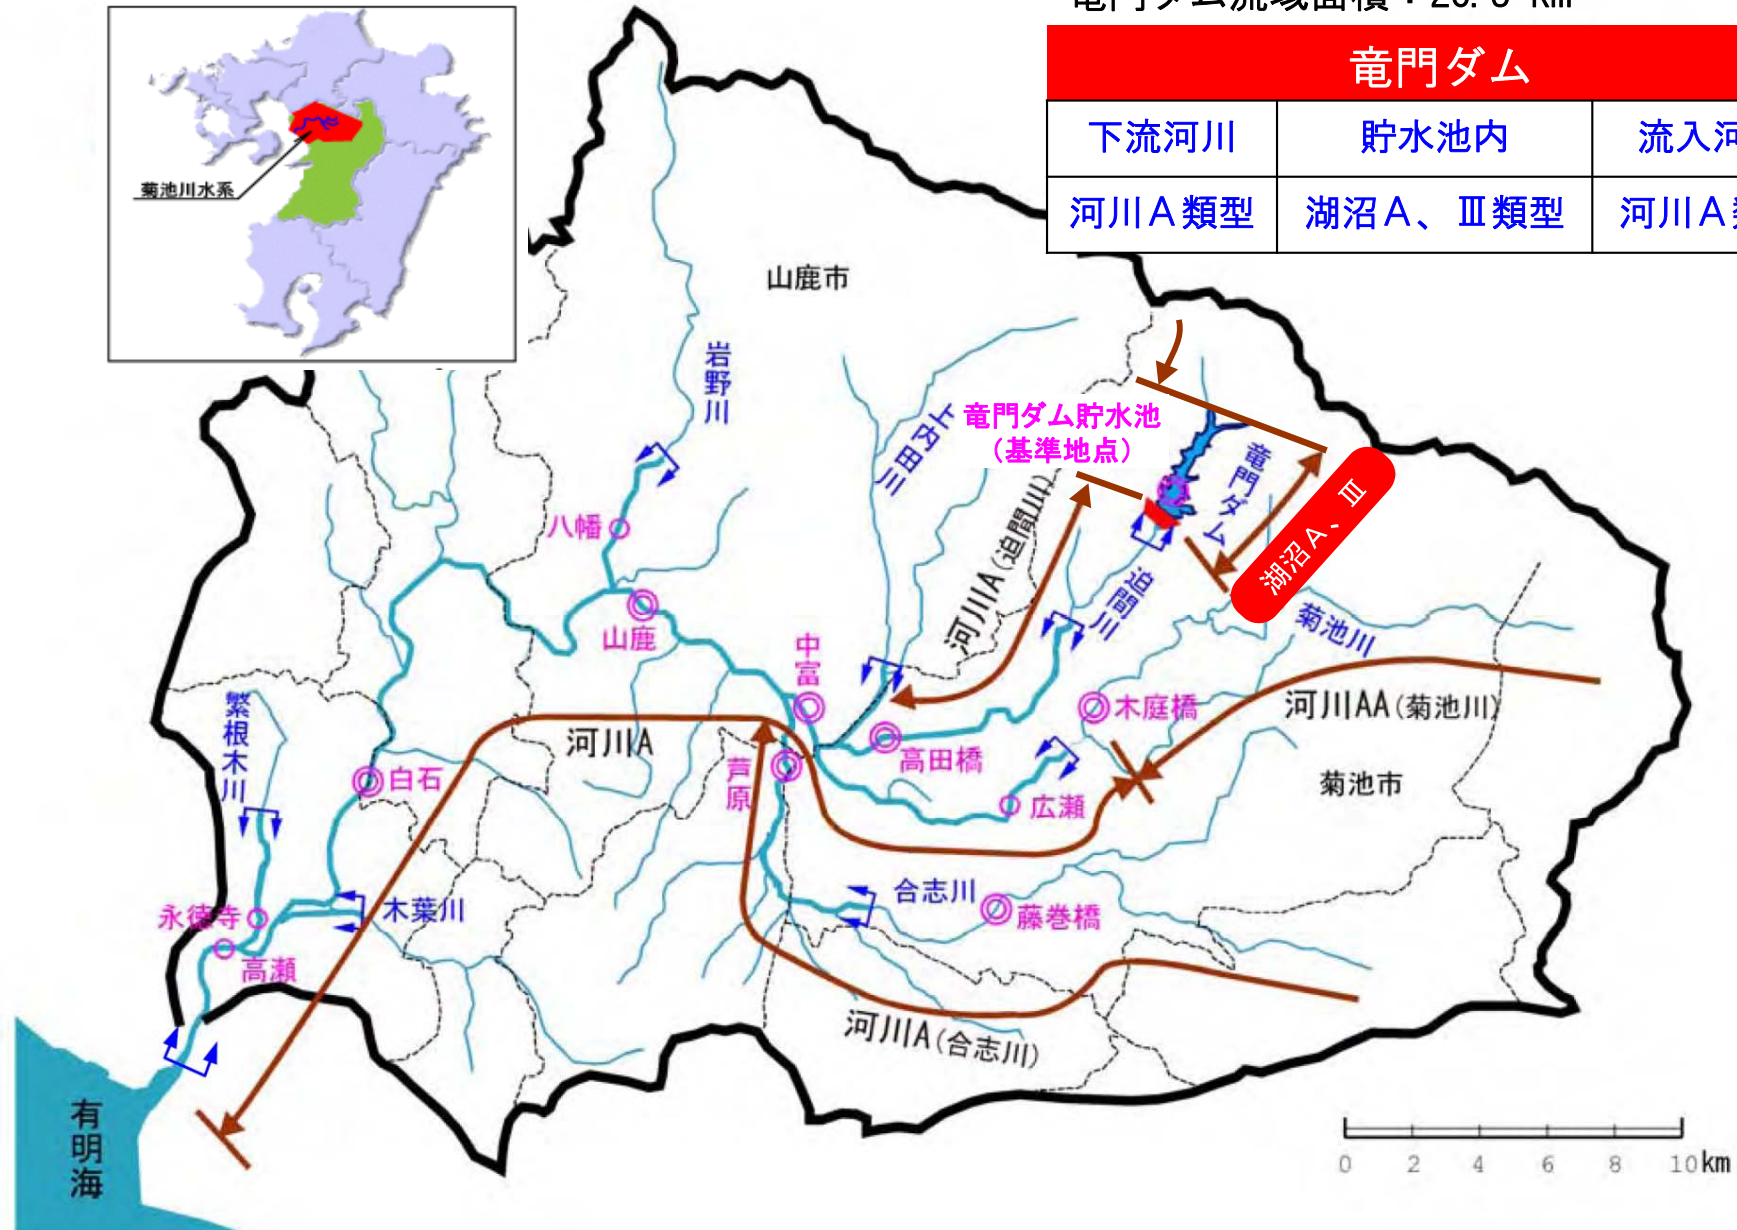 竜門ダム
下流河川
貯水池内
流入河
河川A類型
湖沼A、Ⅲ類型
河川A
菊池川水系
山鹿市
岩野川
上内田川
竜門ダム貯水池
（基準地点）
竜門ダム
湖沼A、Ⅲ
河川A(迫間川)
迫間川
菊池川
八幡
山鹿
中富
木庭橋
河川AA(菊池川)
繁根木川
白石
河川A
芦原
高田橋
広瀬
菊池市
永徳寺
高瀬
木葉川
合志川
藤巻橋
河川A(合志川)
有明海
0 2 4 6 8 10km